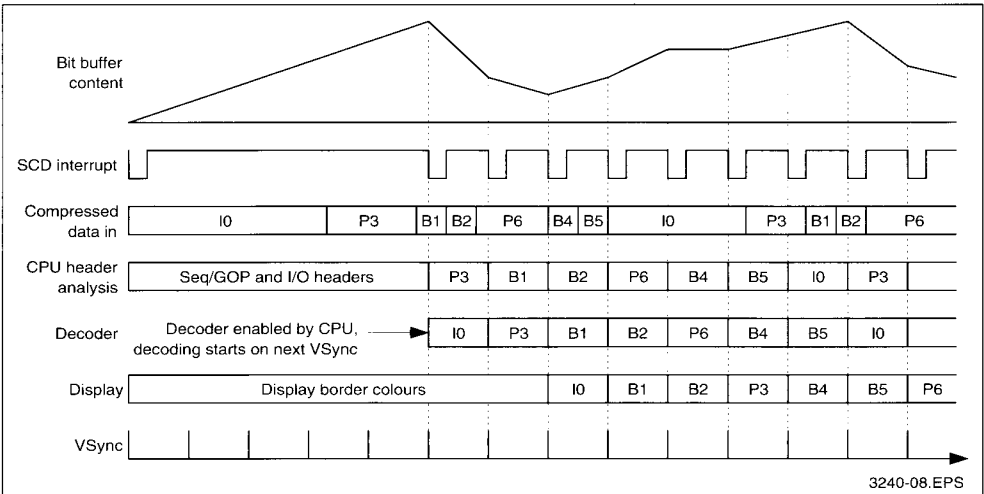 Bit buffer
content
SCD interrupt
Compressed
data in
I0 P3 B1 B2 P6 B4 B5 I0 P3 B1 B2 P6
CPU header
analysis
Seq/GOP and I/O headers P3 B1 B2 P6 B4 B5 I0 P3
Decoder
Decoder enabled by CPU,
decoding starts on next VSync
I0 P3 B1 B2 P6 B4 B5 I0
Display
Display border colours I0 B1 B2 P3 B4 B5 P6
VSync
3240-08.EPS